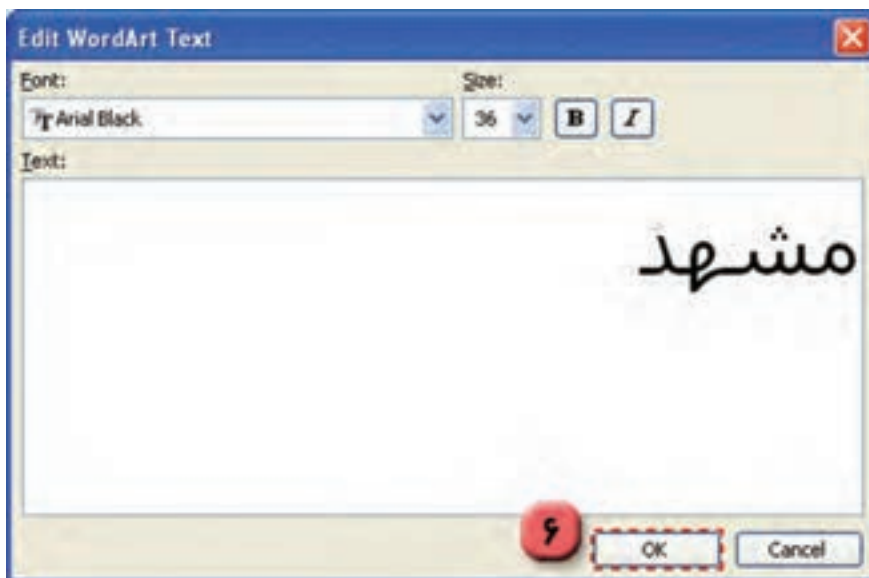 Edit WordArt Text
Font: Size:
Arial Black 36 B I
Text:
مشهد
۶
OK Cancel